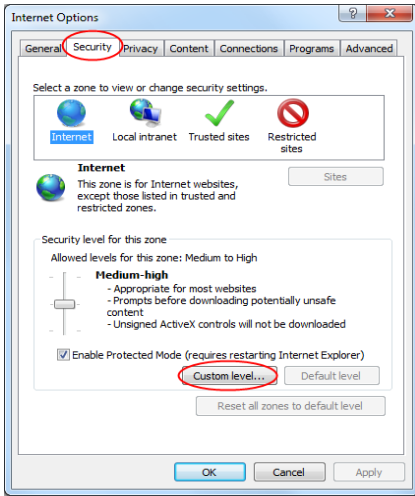 Internet Options
General Security Privacy Content Connections Programs Advanced
Select a zone to view or change security settings.
Internet Local intranet Trusted sites Restricted
sites
Internet
Sites
This zone is for Internet websites,
except those listed in trusted and
restricted zones.
Security level for this zone
Allowed levels for this zone: Medium to High
Medium-high
- Appropriate for most websites
- Prompts before downloading potentially unsafe
content
- Unsigned ActiveX controls will not be downloaded
Enable Protected Mode (requires restarting Internet Explorer)
Custom level... Default level
Reset all zones to default level
OK Cancel Apply